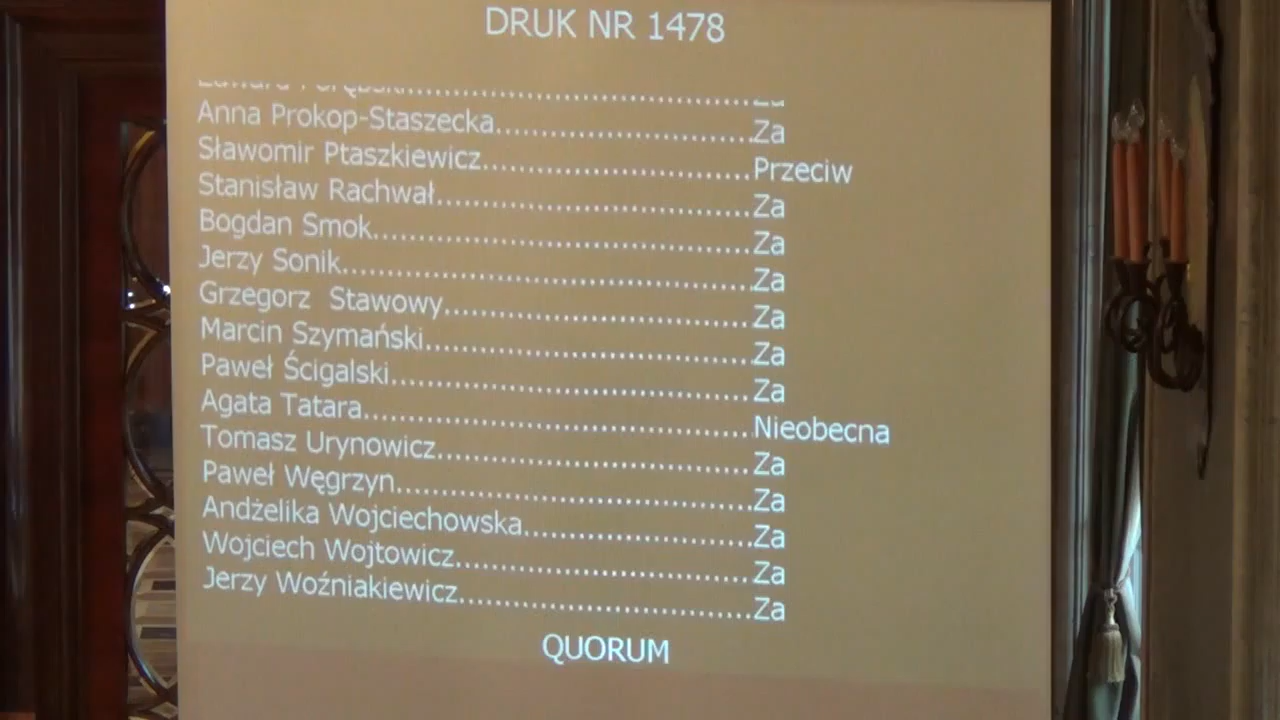 DRUK NR 1478
Anna Prokop-Staszecka..............................Za
Sławomir Ptaszkiewicz...............................Przeciw
Stanisław Rachwał....................................Za
Bogdan Smok...........................................Za
Jerzy Sonik...............................................Za
Grzegorz  Stawowy...................................Za
Marcin Szymański.....................................Za
Paweł Ścigalski.........................................Za
Agata Tatara............................................Nieobecna
Tomasz Urynowicz....................................Za
Paweł Węgrzyn.........................................Za
Andżelika Wojciechowska..........................Za
Wojciech Wojtowicz..................................Za
Jerzy Woźniakiewicz..................................Za
QUORUM